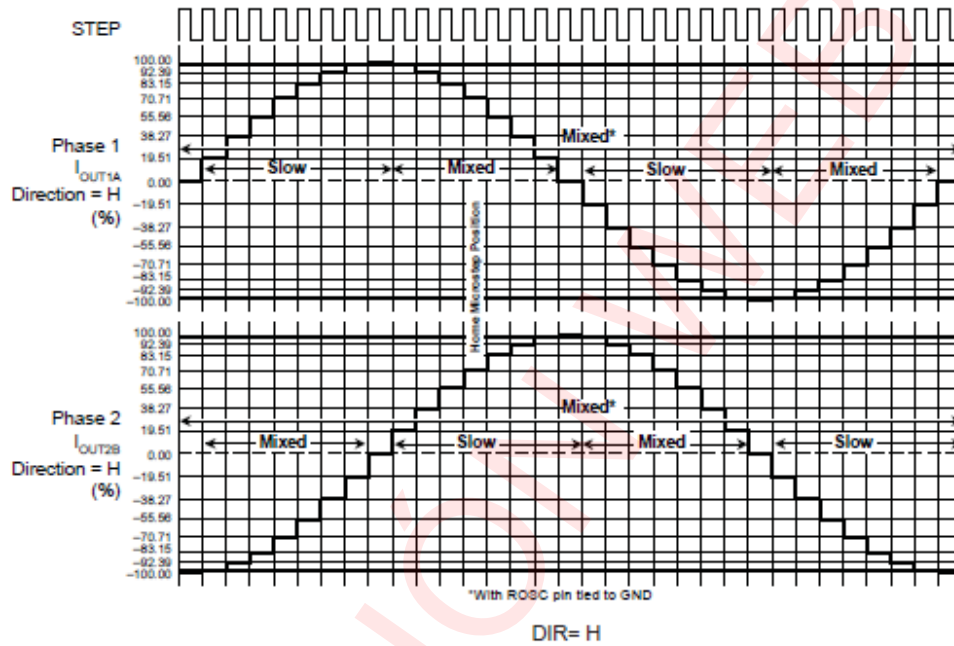 STEP
100.00
92.39
83.15
70.71
55.56
38.27
19.51
0.00
–19.51
–38.27
–55.56
–70.71
–83.15
–92.39
–100.00
Phase 1
IOUT1A
Direction = H
(%)
Mixed*
Slow
Mixed
Slow
Mixed
Home Microstep Position
100.00
92.39
83.15
70.71
55.56
38.27
19.51
0.00
–19.51
–38.27
–55.56
–70.71
–83.15
–92.39
–100.00
Phase 2
IOUT2B
Direction = H
(%)
Mixed*
Mixed
Slow
Mixed
Slow
*With ROSC pin tied to GND
DIR= H
ÓN WEB